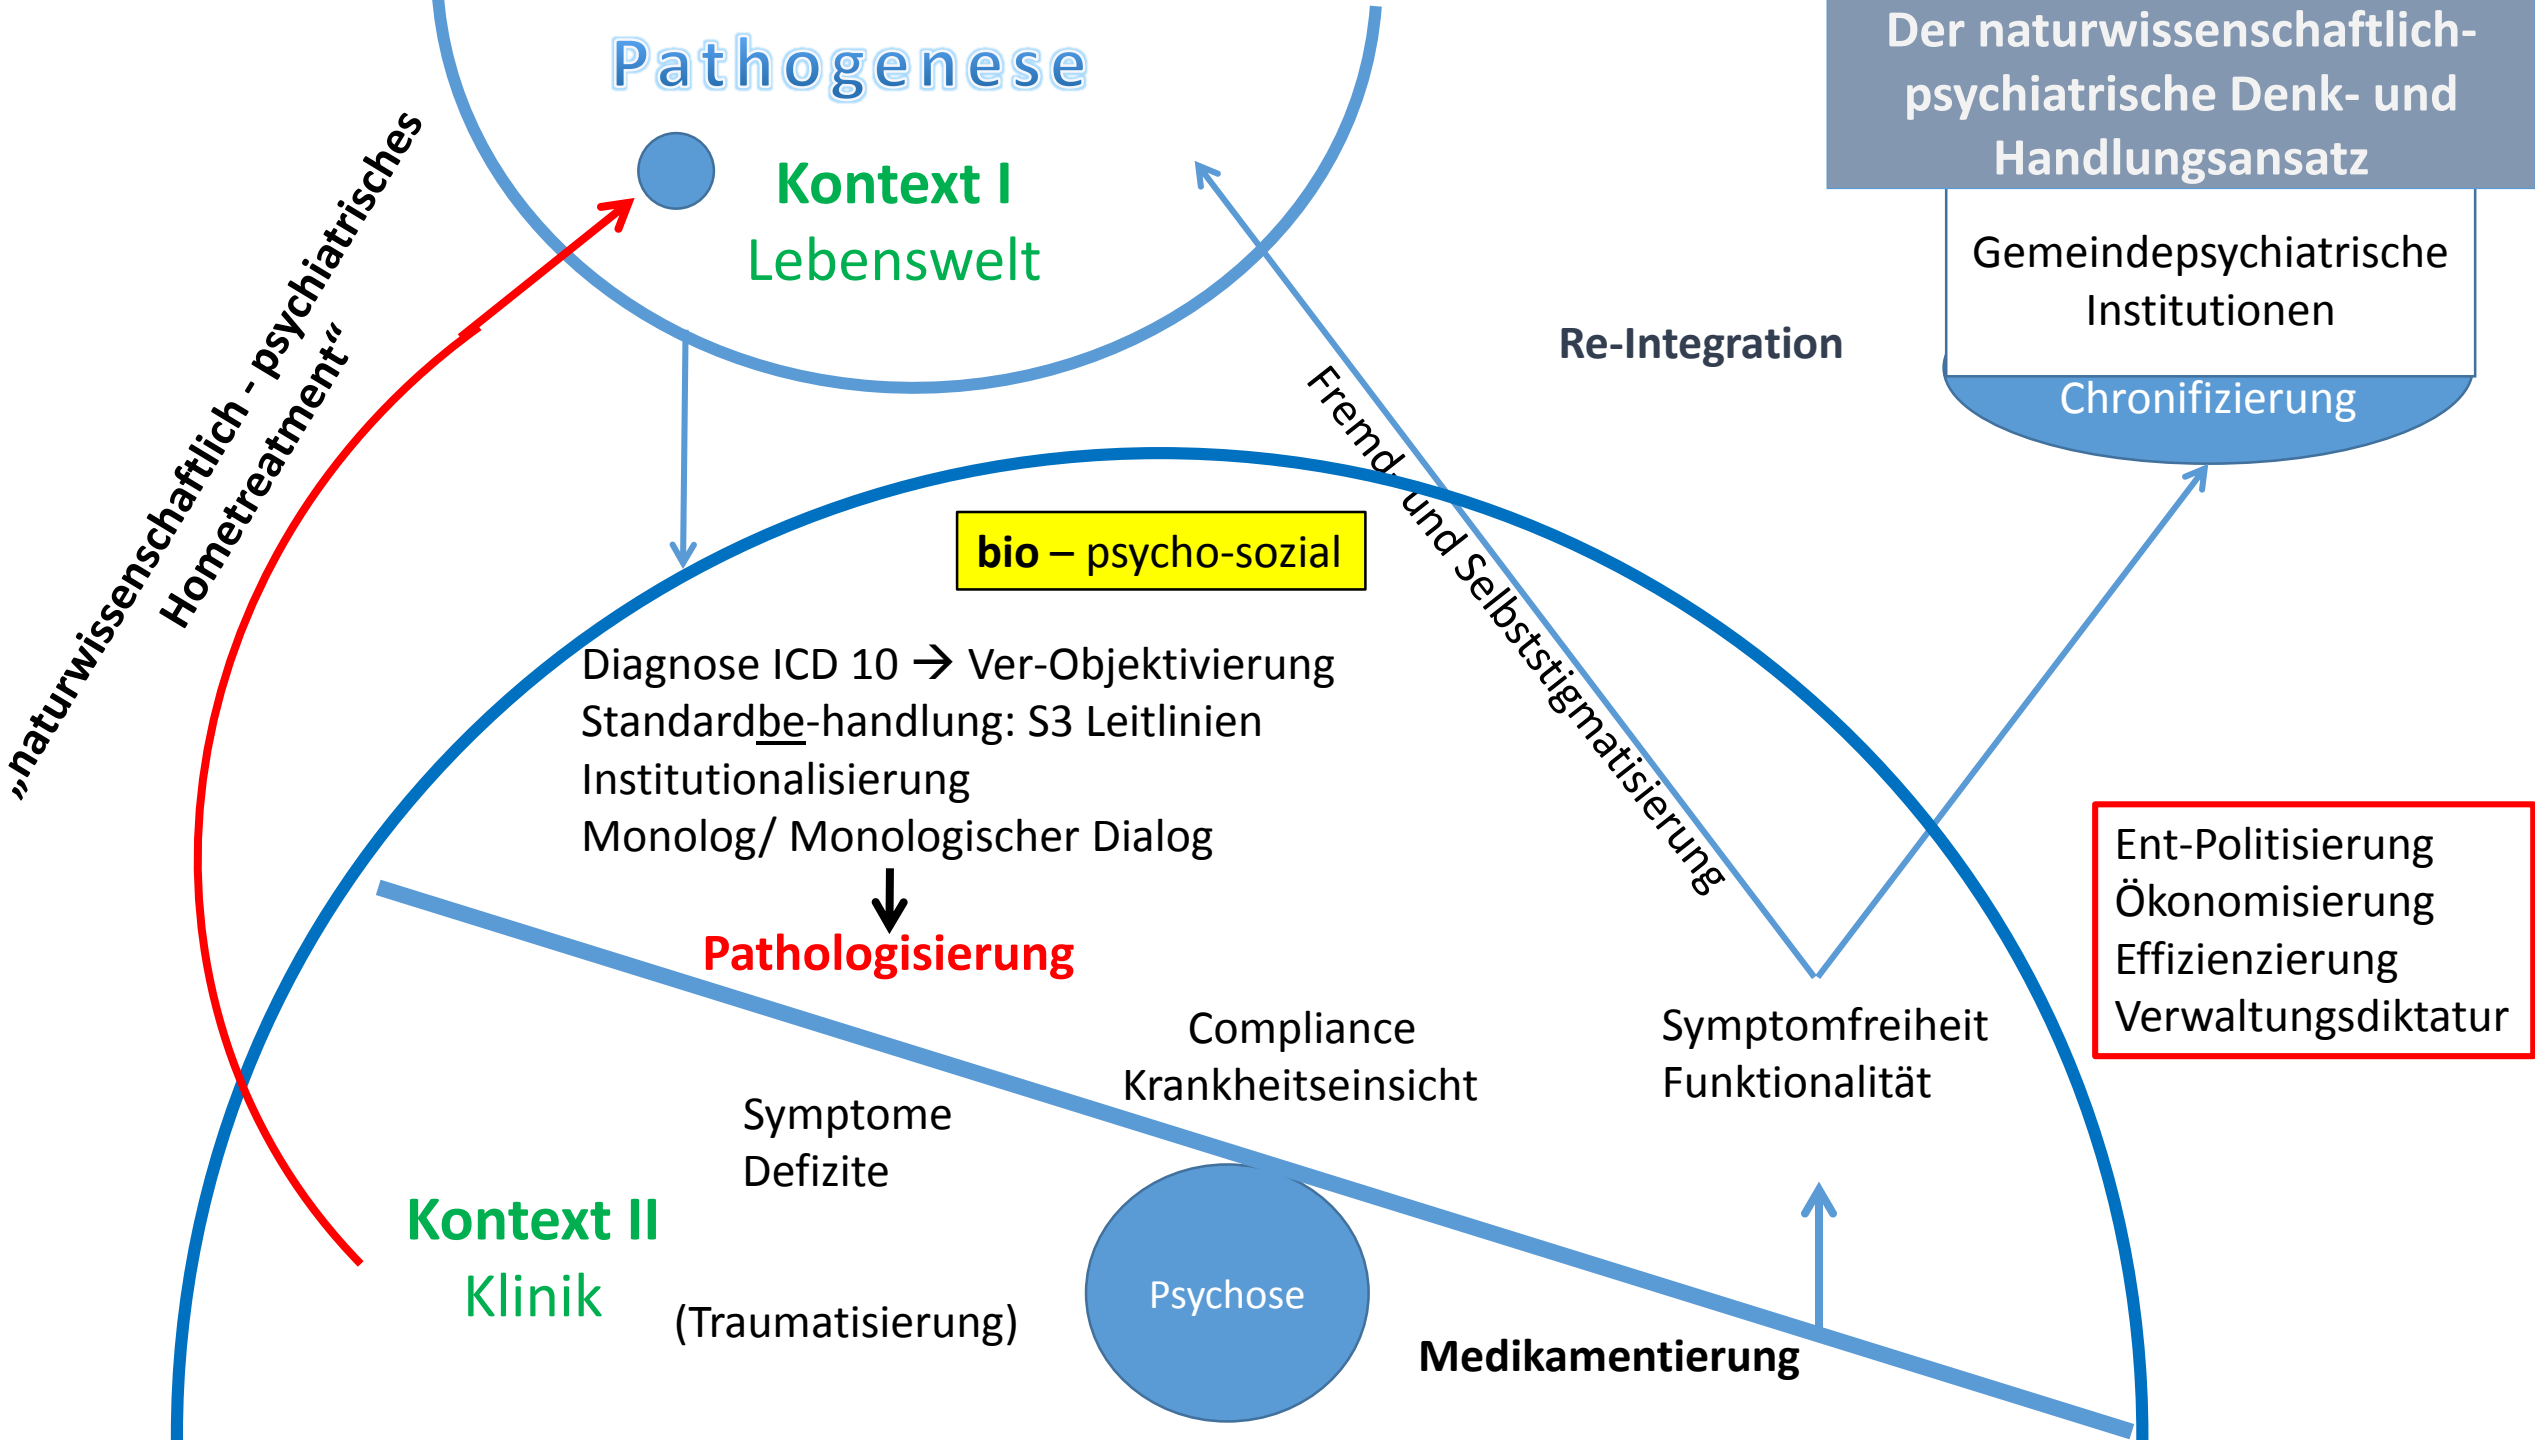 Pathogenese
Kontext I
Lebenswelt
Der naturwissenschaftlich-
psychiatrische Denk- und
Handlungsansatz
Gemeindepsychiatrische
Institutionen
Chronifizierung
Re-Integration
„naturwissenschaftlich - psychiatrisches
Hometreatment“
Fremd- und Selbststigmatisierung
bio – psycho-sozial
Diagnose ICD 10 → Ver-Objektivierung
Standardbe-handlung: S3 Leitlinien
Institutionalisierung
Monolog/ Monologischer Dialog
Pathologisierung
Ent-Politisierung
Ökonomisierung
Effizienzierung
Verwaltungsdiktatur
Compliance
Krankheitseinsicht
Symptomfreiheit
Funktionalität
Symptome
Defizite
Kontext II
Klinik
(Traumatisierung)
Psychose
Medikamentierung